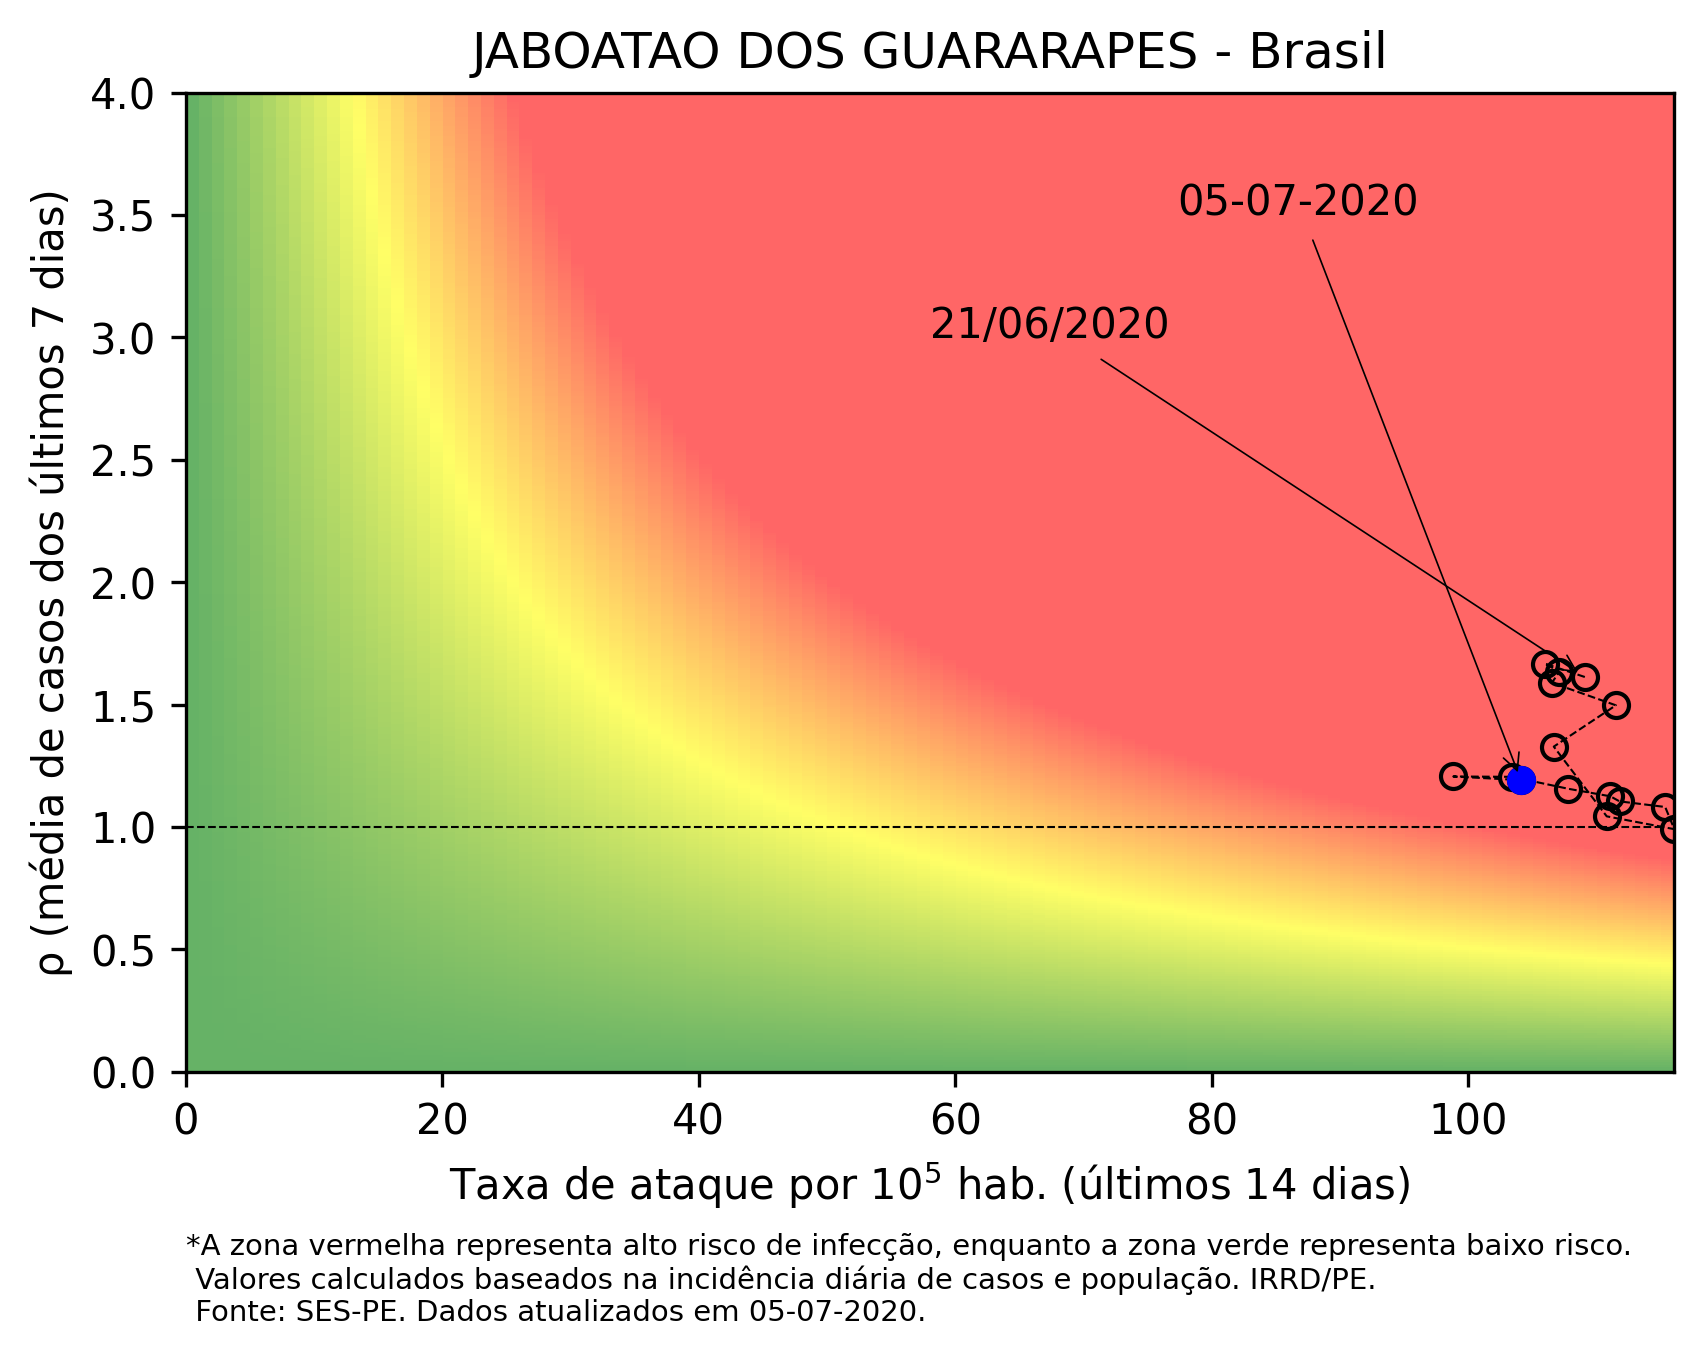 JABOATAO DOS GUARARAPES - Brasil
4.0
3.5
3.0
2.5
2.0
1.5
1.0
0.5
0.0
ρ (média de casos dos últimos 7 dias)
05-07-2020
21/06/2020
0 20 40 60 80 100
Taxa de ataque por 10⁵ hab. (últimos 14 dias)
*A zona vermelha representa alto risco de infecção, enquanto a zona verde representa baixo risco.
Valores calculados baseados na incidência diária de casos e população. IRRD/PE.
Fonte: SES-PE. Dados atualizados em 05-07-2020.